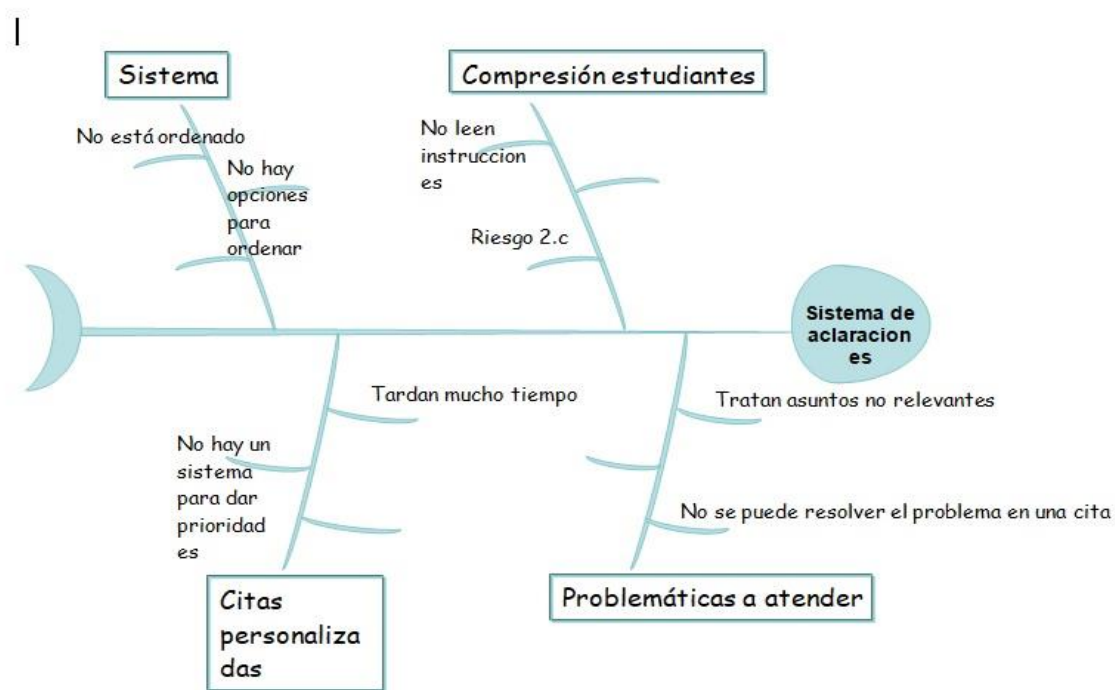 Sistema
Compresión estudiantes
No está ordenado
No hay
opciones
para
ordenar
No leen
instruccion
es
Riesgo 2.c
Sistema de
aclaracion
es
Tardan mucho tiempo
No hay un
sistema
para dar
prioridad
es
Tratan asuntos no relevantes
No se puede resolver el problema en una cita
Citas
personaliza
das
Problemáticas a atender